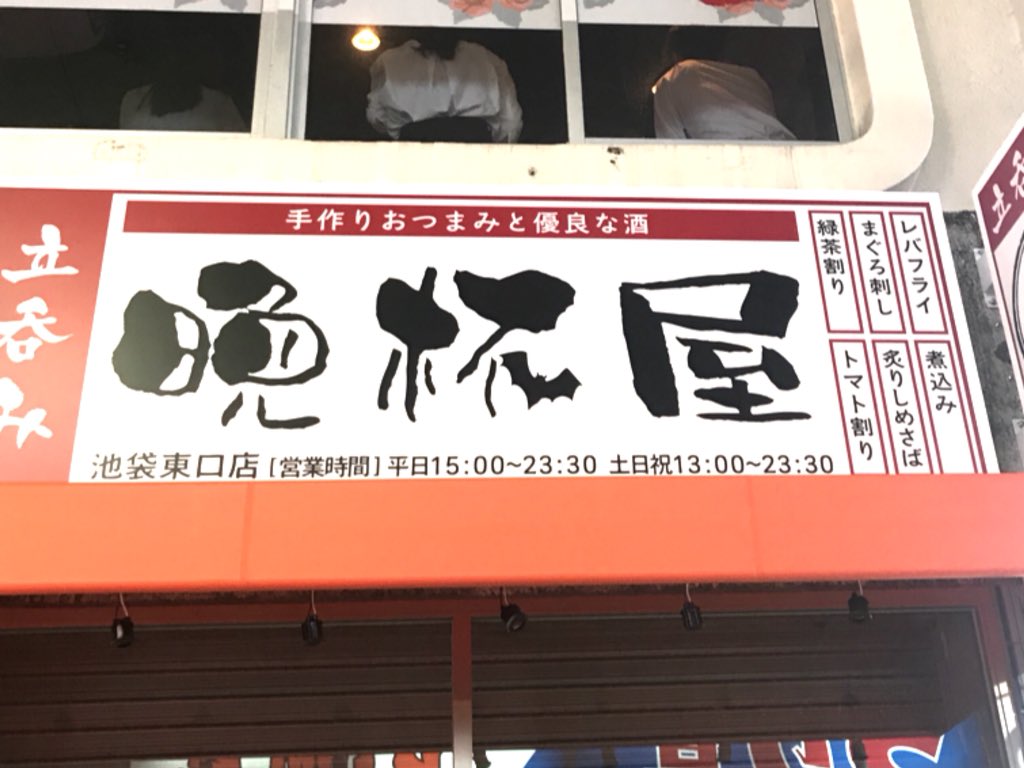 立呑み
手作りおつまみと優良な酒
晩杯屋
池袋東口店 [営業時間] 平日15:00~23:30 土日祝13:00~23:30
レバフライ
まぐろ刺し
緑茶割り
煮込み
炙りしめさば
トマト割り
立呑